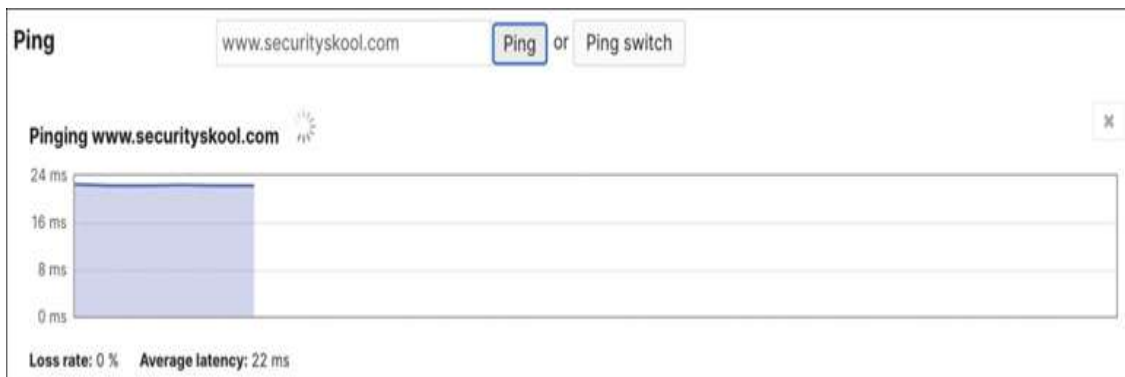 Ping www.securityskool.com Ping or Ping switch
Pinging www.securityskool.com
x
24 ms
16 ms
8 ms
0 ms
Loss rate: 0 % Average latency: 22 ms